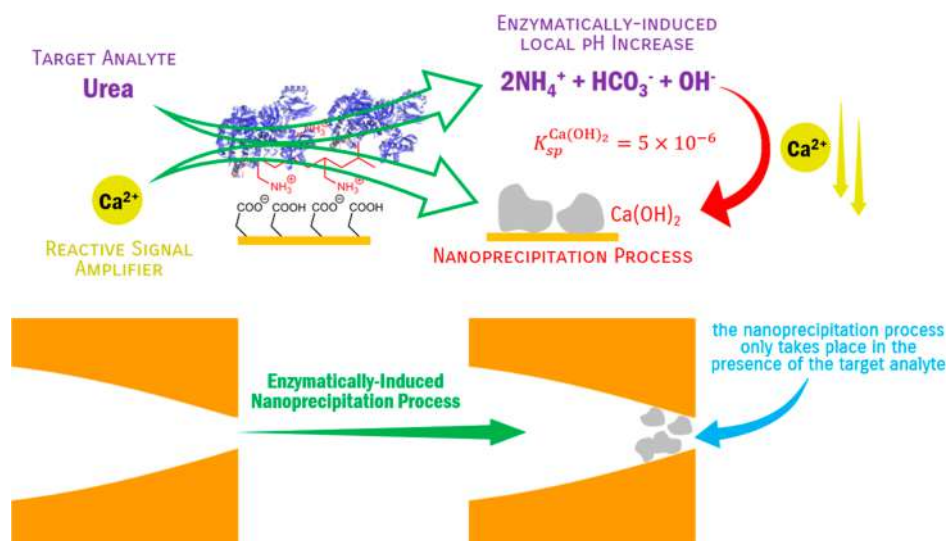 TARGET ANALYTE
Urea
Ca²⁺
REACTIVE SIGNAL
AMPLIFIER
NH₃⁺
NH₃⁺
NH₃⁺
COO⊖ COOH COO⊖ COOH
ENZYMATICALLY-INDUCED
LOCAL PH INCREASE
2NH₄⁺ + HCO₃⁻ + OH⁻
K_sp^Ca(OH)₂ = 5 × 10⁻⁶
Ca²⁺
Ca(OH)₂
NANOPRECIPITATION PROCESS
Enzymatically-Induced
Nanoprecipitation Process
the nanoprecipitation process
only takes place in the
presence of the target analyte